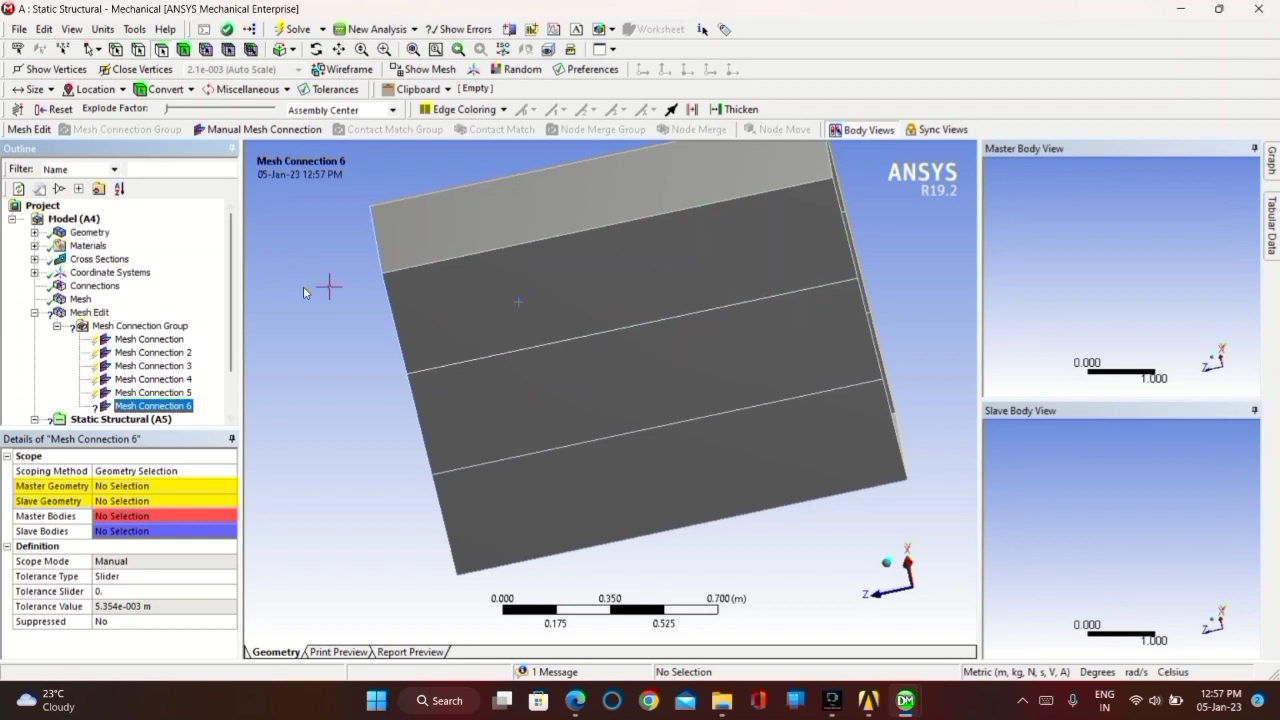 A : Static Structural - Mechanical [ANSYS Mechanical Enterprise]
File Edit View Units Tools Help Solve New Analysis ?/ Show Errors Worksheet
Show Vertices Close Vertices 2.1e-003 (Auto Scale) Wireframe Show Mesh Random Preferences
Size Location Convert Miscellaneous Tolerances Clipboard [ Empty ]
Reset Explode Factor: Assembly Center Edge Coloring Thicken
Mesh Edit Mesh Connection Group Manual Mesh Connection Contact Match Group Contact Match Node Merge Group Node Merge Node Move Body Views Sync Views
Outline
Filter: Name
Project
Model (A4)
Geometry
Materials
Cross Sections
Coordinate Systems
Connections
Mesh
Mesh Edit
Mesh Connection Group
Mesh Connection
Mesh Connection 2
Mesh Connection 3
Mesh Connection 4
Mesh Connection 5
Mesh Connection 6
Static Structural (A5)
Details of "Mesh Connection 6"
Scope
Scoping Method Geometry Selection
Master Geometry No Selection
Slave Geometry No Selection
Master Bodies No Selection
Slave Bodies No Selection
Definition
Scope Mode Manual
Tolerance Type Slider
Tolerance Slider 0.
Tolerance Value 5.354e-003 m
Suppressed No
Mesh Connection 6
05-Jan-23 12:57 PM
ANSYS
R19.2
X
Z
0.000 0.350 0.700 (m)
0.175 0.525
Geometry Print Preview Report Preview
Master Body View
0.000
1.000
X
Z
Slave Body View
0.000
1.000
X
Z
Graph
Tabular Data
1 Message No Selection Metric (m, kg, N, s, V, A) Degrees rad/s Celsius
23°C
Cloudy
Search
DM
ENG
IN
12:57 PM
05-Jan-23
2